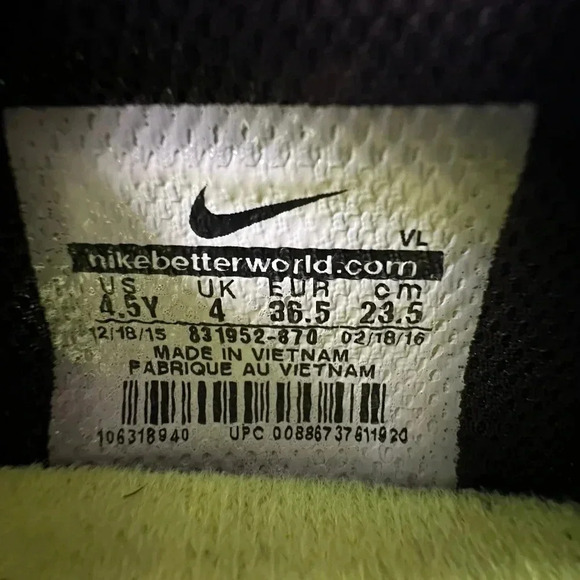 VL
nikebetterworld.com
US UK EUR cm
4.5Y 4 36.5 23.5
12/18/15 831952-870 02/18/16
MADE IN VIETNAM
FABRIQUE AU VIETNAM
106318940 UPC 00886737611920